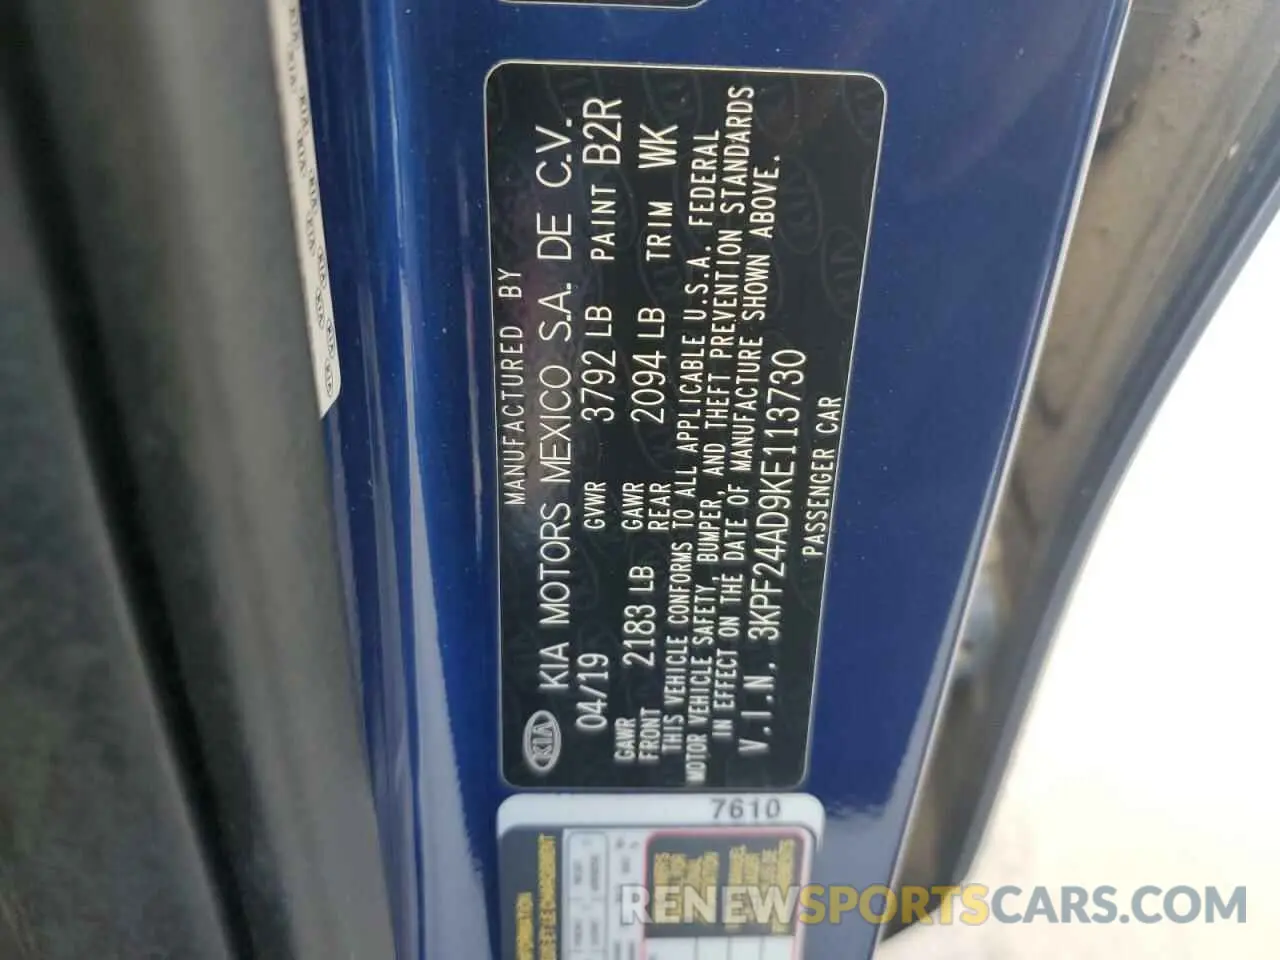 MANUFACTURED BY
KIA KIA MOTORS MEXICO S.A. DE C.V.
04/19 GVWR 3792 LB PAINT B2R
GAWR FRONT 2183 LB GAWR REAR 2094 LB TRIM WK
THIS VEHICLE CONFORMS TO ALL APPLICABLE U.S.A. FEDERAL
MOTOR VEHICLE SAFETY, BUMPER, AND THEFT PREVENTION STANDARDS
IN EFFECT ON THE DATE OF MANUFACTURE SHOWN ABOVE.
V.I.N. 3KPF24AD9KE113730
PASSENGER CAR
7610
RENEWSPORTSCARS.COM